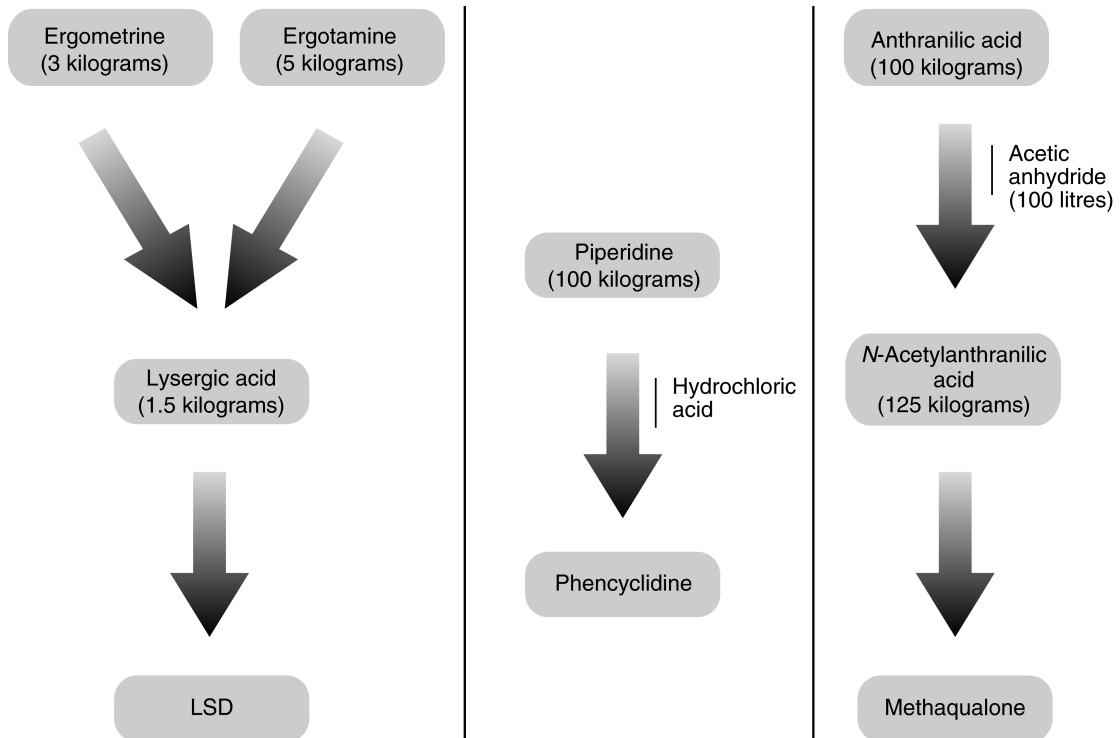 Ergometrine
(3 kilograms)
Ergotamine
(5 kilograms)
Lysergic acid
(1.5 kilograms)
LSD
Piperidine
(100 kilograms)
Hydrochloric
acid
Phencyclidine
Anthranilic acid
(100 kilograms)
Acetic
anhydride
(100 litres)
N-Acetylanthranilic
acid
(125 kilograms)
Methaqualone